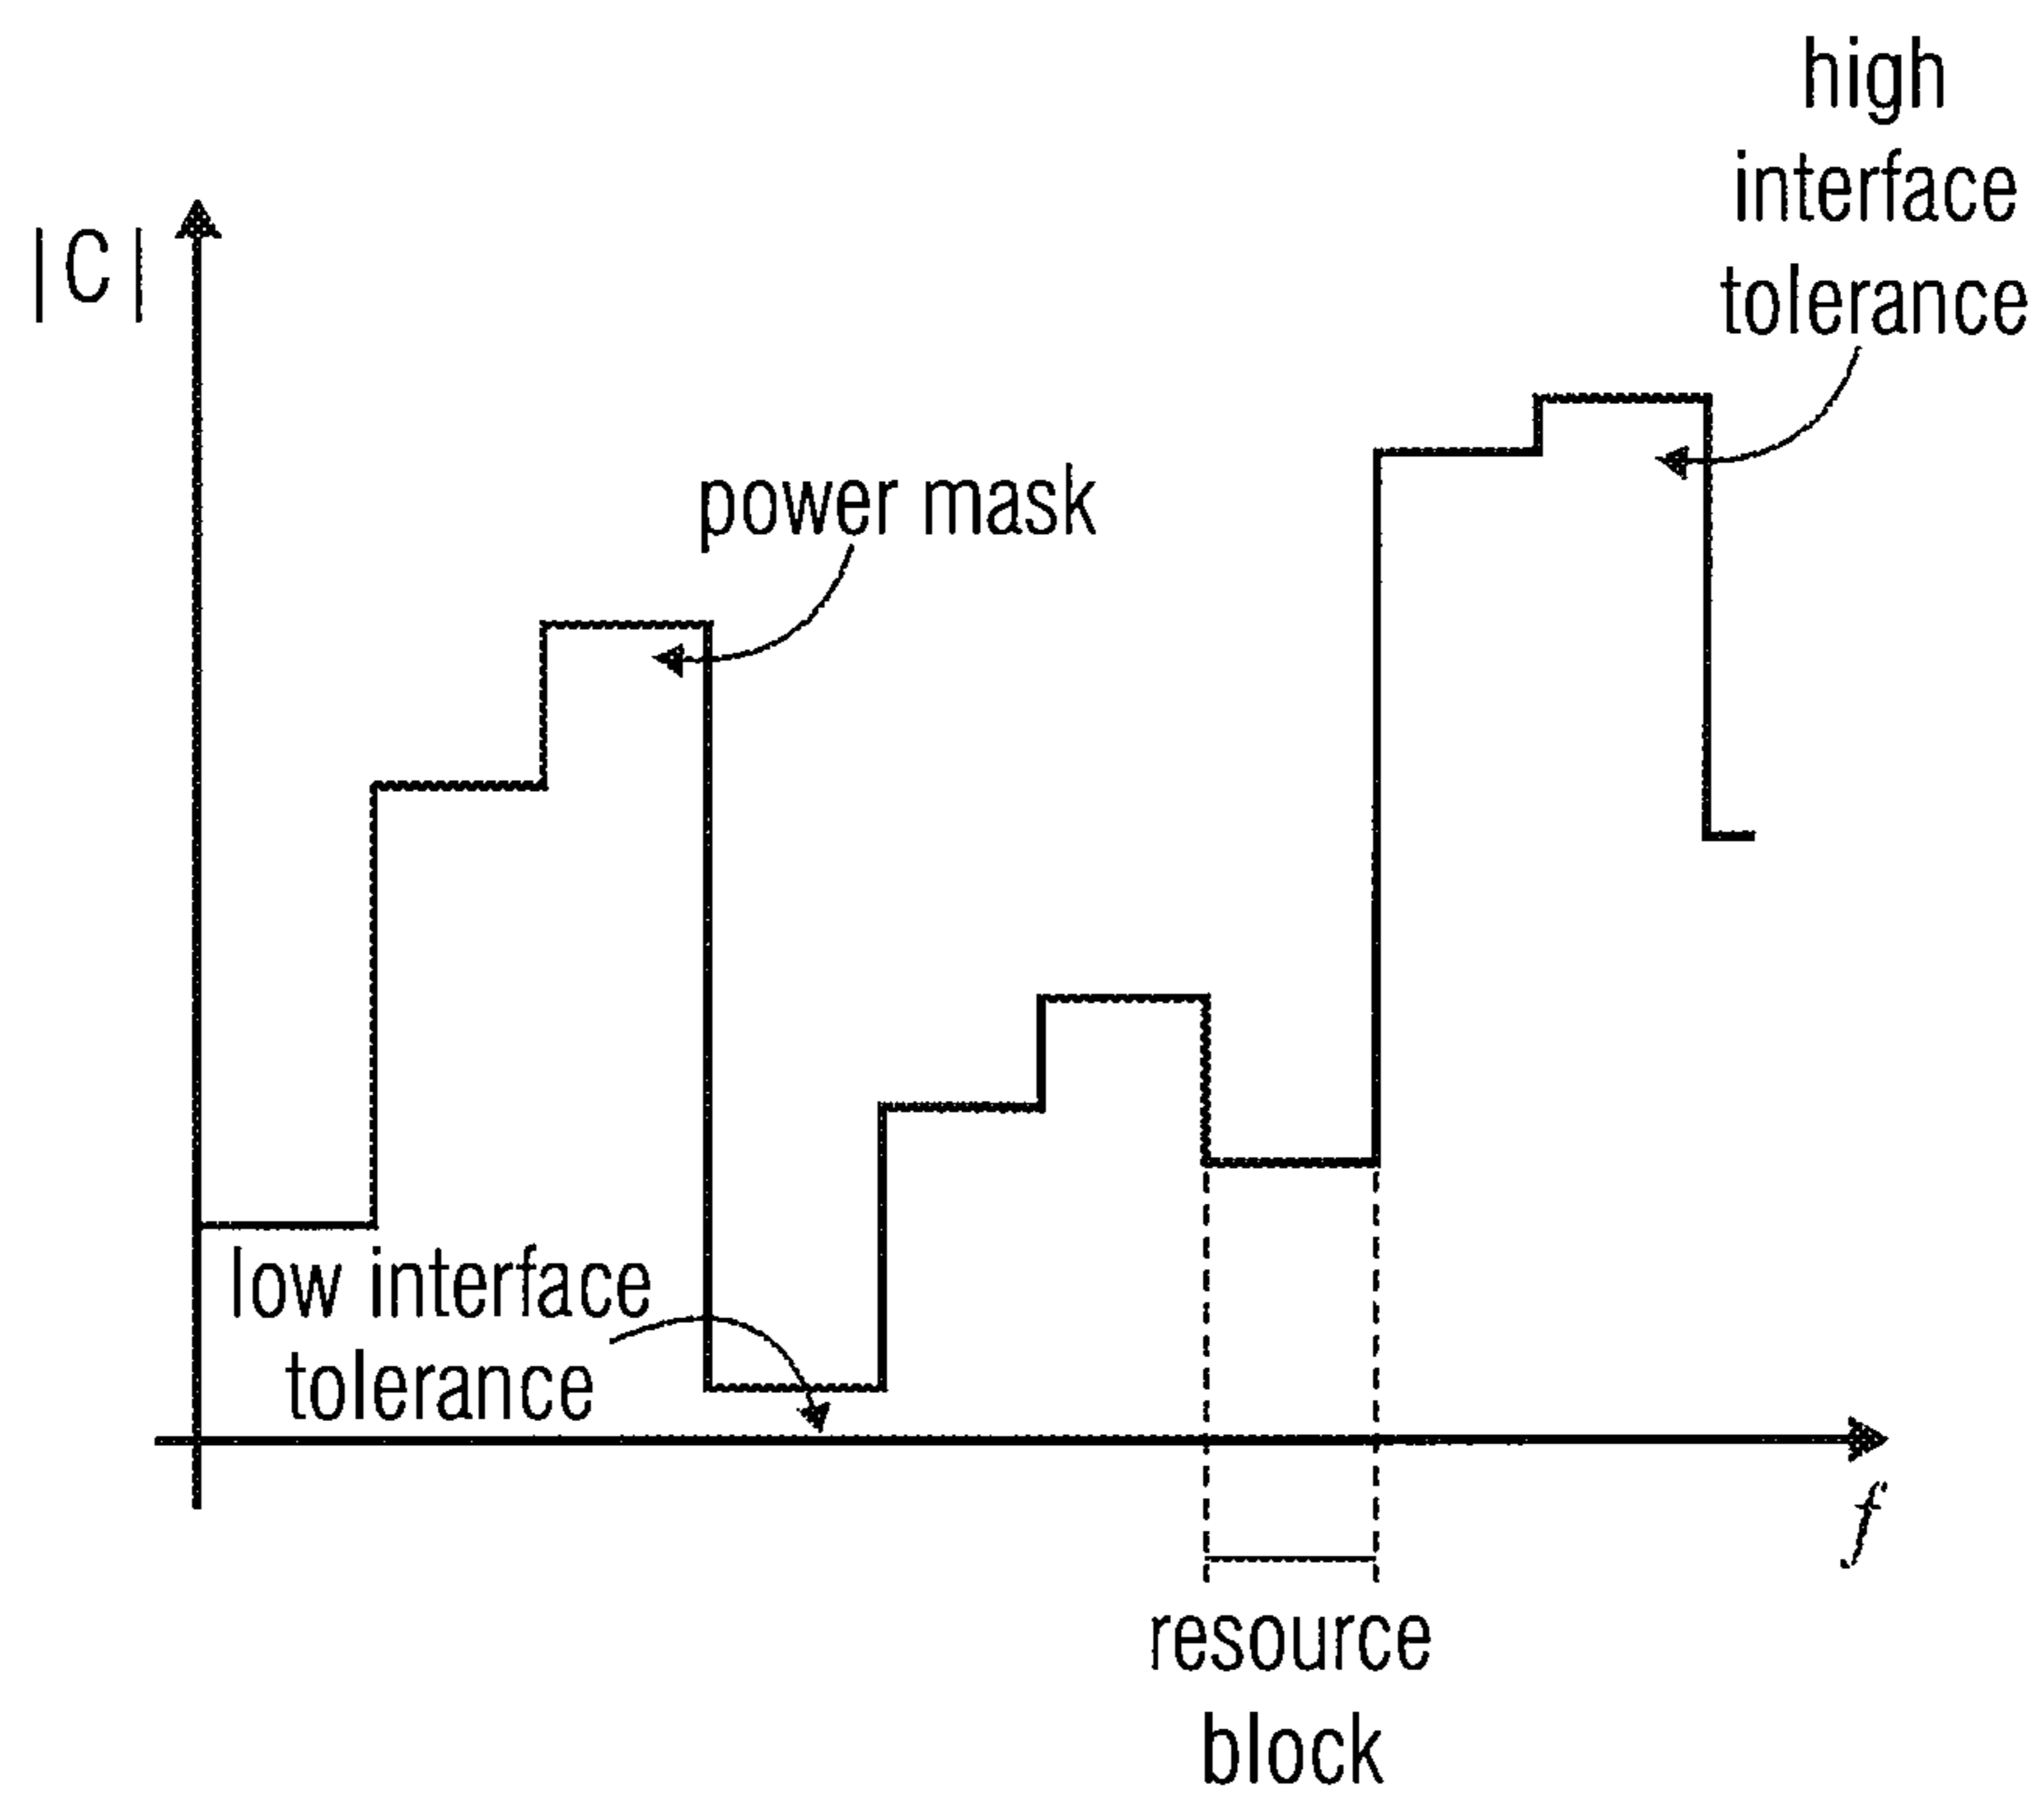 high
interface
tolerance
|C|
power mask
low interface
tolerance
f
resource
block